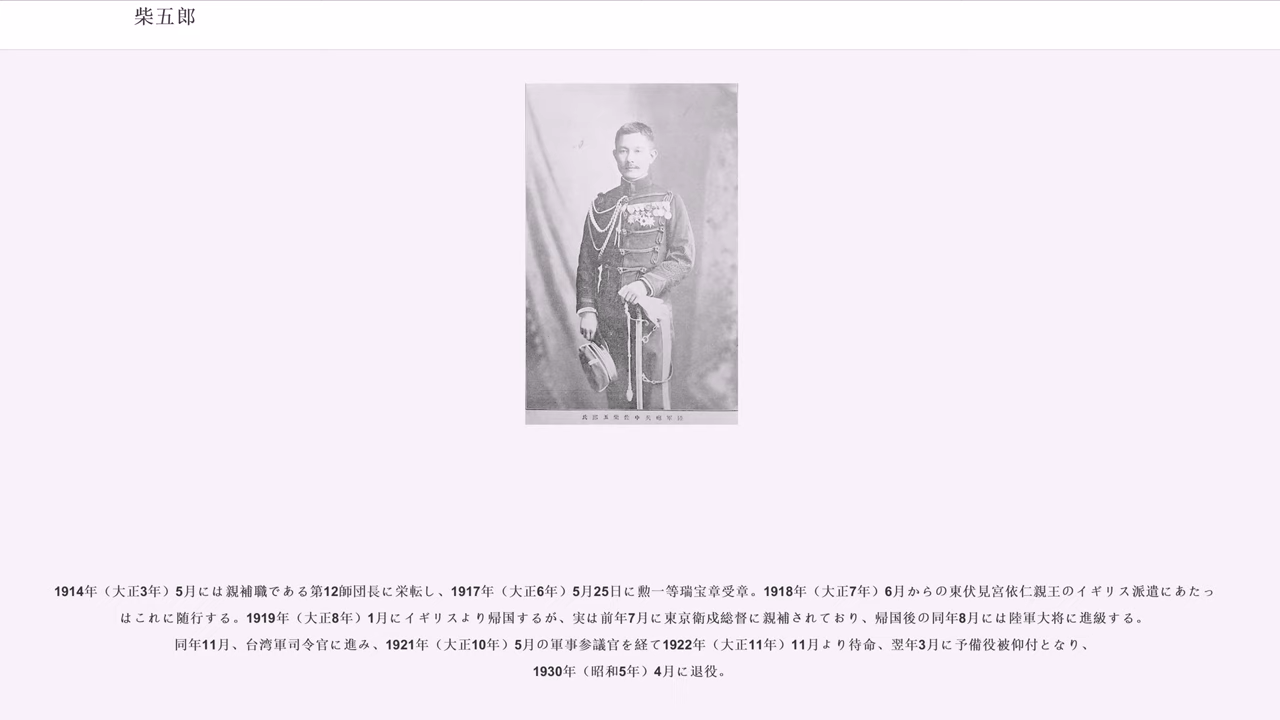 柴五郎
1914年（大正3年）5月には親補職である第12師団長に栄転し、1917年（大正6年）5月25日に勲一等瑞宝章受章。1918年（大正7年）6月からの東伏見宮依仁親王のイギリス派遣にあたっ
はこれに随行する。1919年（大正8年）1月にイギリスより帰国するが、実は前年7月に東京衛戍総督に親補されており、帰国後の同年8月には陸軍大将に進級する。
同年11月、台湾軍司令官に進み、1921年（大正10年）5月の軍事参議官を経て1922年（大正11年）11月より待命、翌年3月に予備役被仰付となり、
1930年（昭和5年）4月に退役。